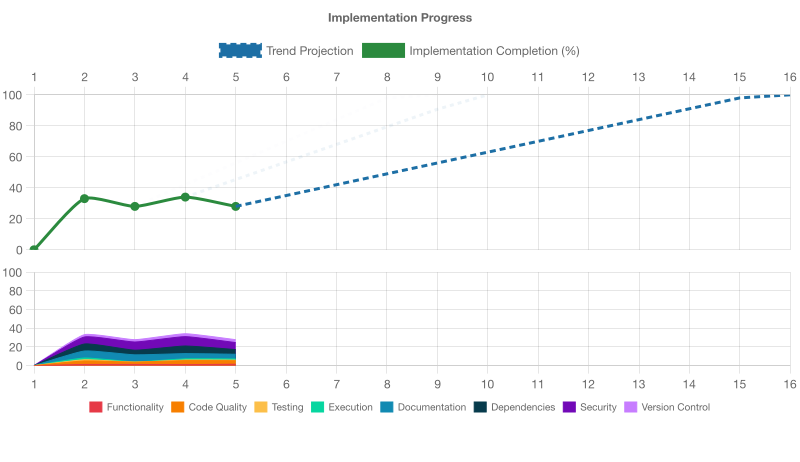 Implementation Progress
Trend Projection Implementation Completion (%)
1 2 3 4 5 6 7 8 9 10 11 12 13 14 15 16
100
80
60
40
20
0
100
80
60
40
20
0
1 2 3 4 5 6 7 8 9 10 11 12 13 14 15 16
Functionality Code Quality Testing Execution Documentation Dependencies Security Version Control